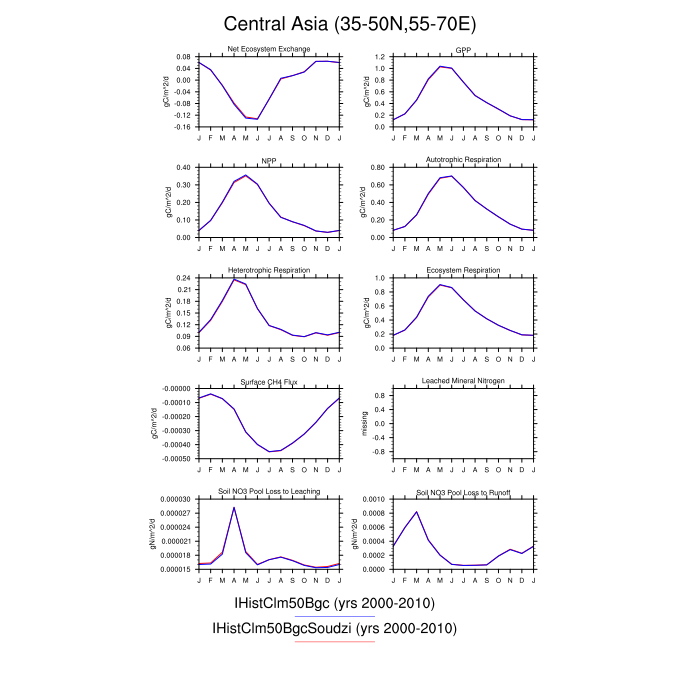 Central Asia (35-50N,55-70E)
Net Ecosystem Exchange
gC/m^2/d
0.08
0.04
0.00
-0.04
-0.08
-0.12
-0.16
J F M A M J J A S O N D J
GPP
gC/m^2/d
1.2
1.0
0.8
0.6
0.4
0.2
0.0
J F M A M J J A S O N D J
NPP
gC/m^2/d
0.40
0.30
0.20
0.10
0.00
J F M A M J J A S O N D J
Autotrophic Respiration
gC/m^2/d
0.80
0.60
0.40
0.20
0.00
J F M A M J J A S O N D J
Heterotrophic Respiration
gC/m^2/d
0.24
0.21
0.18
0.15
0.12
0.09
0.06
J F M A M J J A S O N D J
Ecosystem Respiration
gC/m^2/d
1.0
0.8
0.6
0.4
0.2
0.0
J F M A M J J A S O N D J
Surface CH4 Flux
gC/m^2/d
-0.00000
-0.00010
-0.00020
-0.00030
-0.00040
-0.00050
J F M A M J J A S O N D J
Leached Mineral Nitrogen
missing
0.8
0.4
-0.0
-0.4
-0.8
J F M A M J J A S O N D J
Soil NO3 Pool Loss to Leaching
gN/m^2/d
0.000030
0.000027
0.000024
0.000021
0.000018
0.000015
J F M A M J J A S O N D J
Soil NO3 Pool Loss to Runoff
gN/m^2/d
0.0010
0.0008
0.0006
0.0004
0.0002
0.0000
J F M A M J J A S O N D J
IHistClm50Bgc (yrs 2000-2010)
IHistClm50BgcSoudzi (yrs 2000-2010)